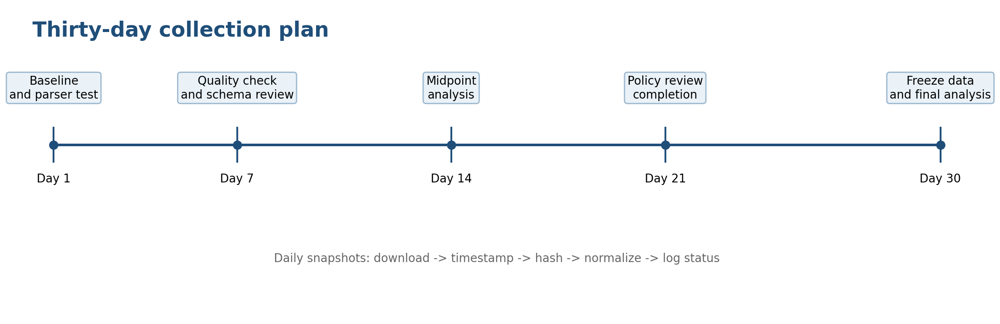 Thirty-day collection plan
Baseline
and parser test
Quality check
and schema review
Midpoint
analysis
Policy review
completion
Freeze data
and final analysis
Day 1
Day 7
Day 14
Day 21
Day 30
Daily snapshots: download -> timestamp -> hash -> normalize -> log status